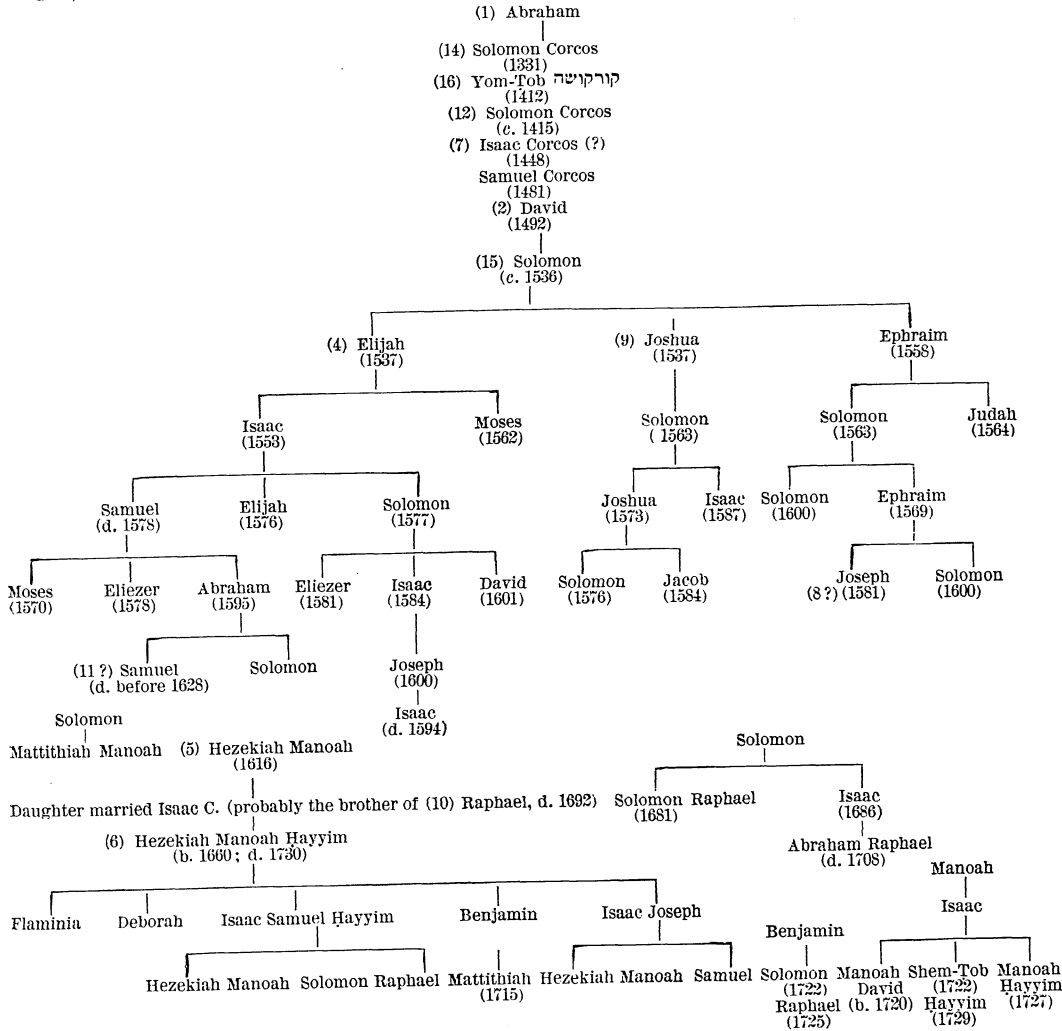 (1) Abraham
(14) Solomon Corcos
(1331)
(16) Yom-Ṭob קורקושה
(1412)
(12) Solomon Corcos
(c. 1415)
(7) Isaac Corcos (?)
(1448)
Samuel Corcos
(1481)
(2) David
(1492)
(15) Solomon
(c. 1536)
(4) Elijah
(1537)
(9) Joshua
(1537)
Ephraim
(1558)
Isaac
(1553)
Moses
(1562)
Solomon
(1563)
Solomon
(1563)
Judah
(1564)
Samuel
(d. 1578)
Elijah
(1576)
Solomon
(1577)
Joshua
(1573)
Isaac
(1587)
Solomon
(1600)
Ephraim
(1569)
Moses
(1570)
Eliezer
(1578)
Abraham
(1595)
Eliezer
(1581)
Isaac
(1584)
David
(1601)
Solomon
(1576)
Jacob
(1584)
Joseph
(8?) (1581)
Solomon
(1600)
(11?) Samuel
(d. before 1628)
Solomon
Joseph
(1600)
Isaac
(d. 1594)
Solomon
Mattithiah Manoah
(5) Hezekiah Manoah
(1616)
Daughter married Isaac C. (probably the brother of (10) Raphael, d. 1692)
(6) Hezekiah Manoah Ḥayyim
(b. 1660; d. 1730)
Solomon
Solomon Raphael
(1681)
Isaac
(1686)
Abraham Raphael
(d. 1708)
Flaminia
Deborah
Isaac Samuel Ḥayyim
Benjamin
Isaac Joseph
Hezekiah Manoah
Solomon Raphael
Mattithiah
(1715)
Hezekiah Manoah
Samuel
Benjamin
Solomon
(1722)
Raphael
(1725)
Manoah
Isaac
Manoah
David
(b. 1720)
Shem-Ṭob
(1722)
Ḥayyim
(1729)
Manoah
Ḥayyim
(1727)